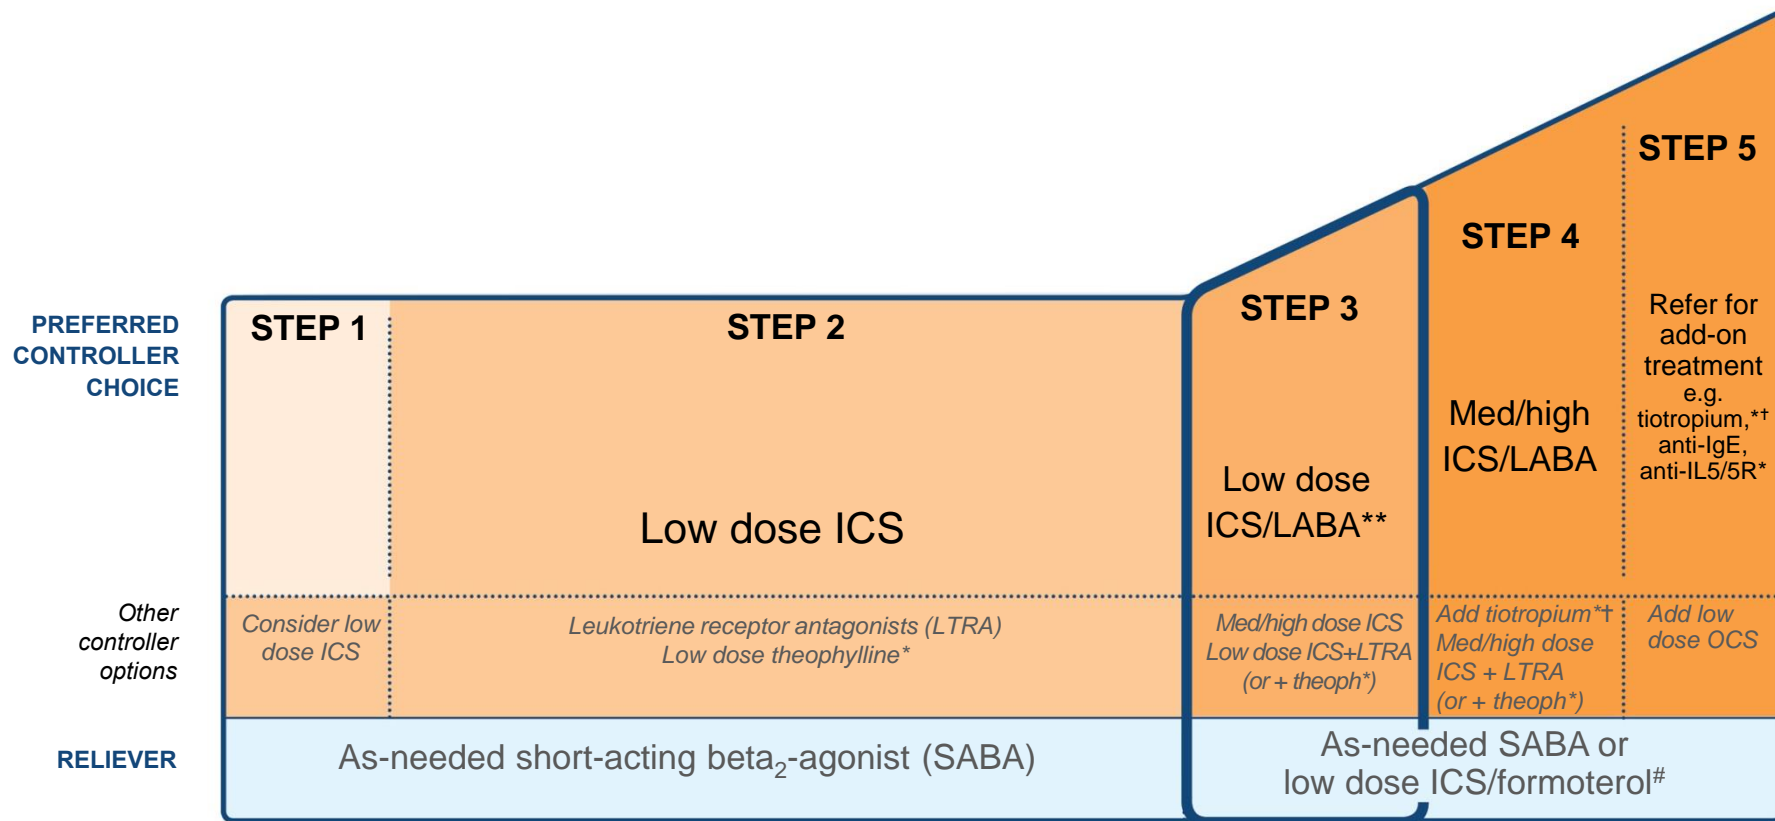 PREFERRED
CONTROLLER
CHOICE
STEP 1
STEP 2
Low dose ICS
STEP 3
Low dose
ICS/LABA**
STEP 4
Med/high
ICS/LABA
STEP 5
Refer for
add-on
treatment
e.g.
tiotropium,*†
anti-IgE,
anti-IL5/5R*
Other
controller
options
Consider low
dose ICS
Leukotriene receptor antagonists (LTRA)
Low dose theophylline*
Med/high dose ICS
Low dose ICS+LTRA
(or + theoph*)
Add tiotropium*†
Med/high dose
ICS + LTRA
(or + theoph*)
Add low
dose OCS
RELIEVER
As-needed short-acting beta₂-agonist (SABA)
As-needed SABA or
low dose ICS/formoterol#